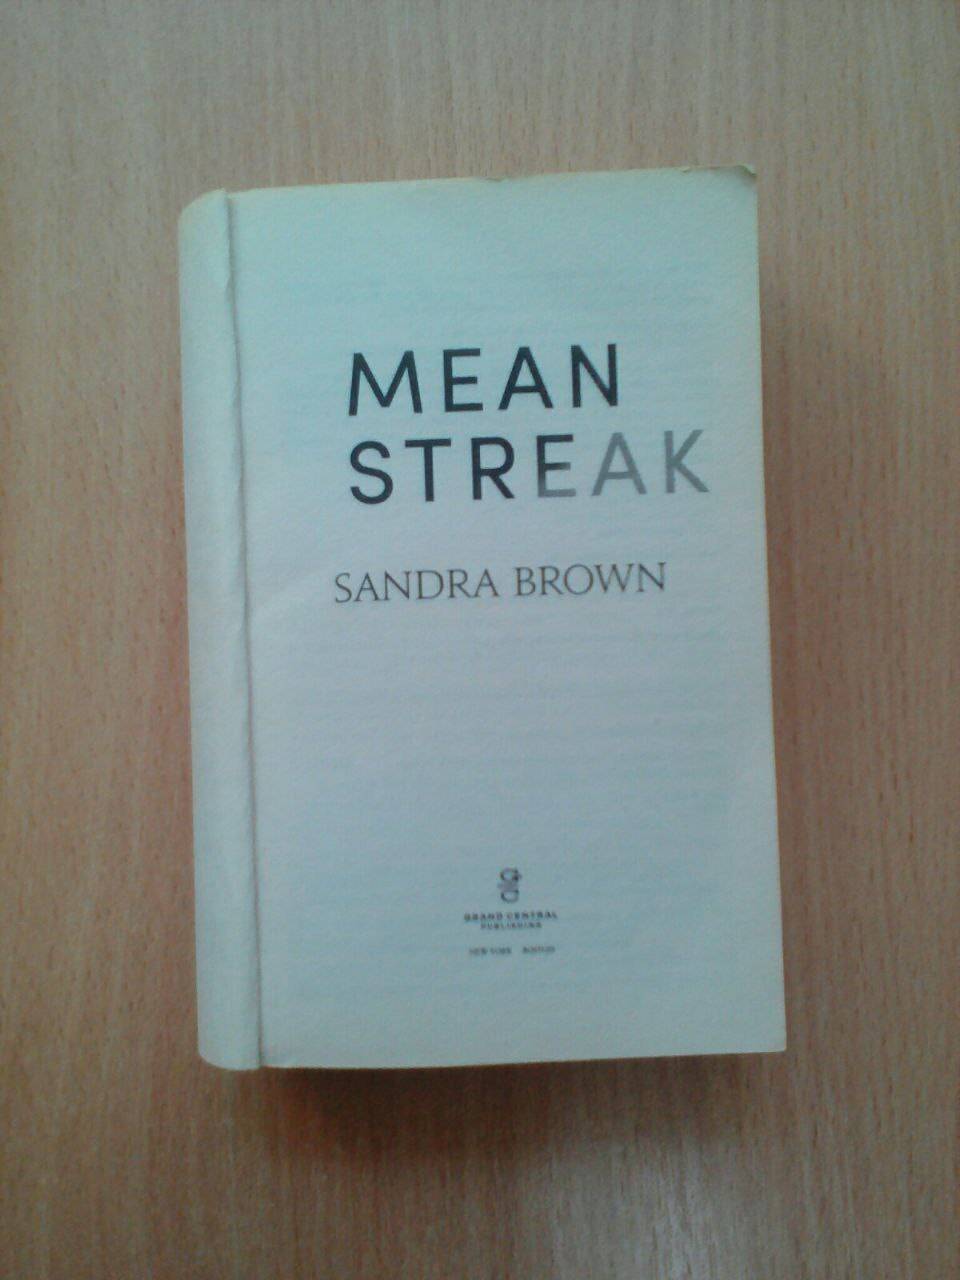 MEAN
STREAK
SANDRA BROWN
GRAND CENTRAL
PUBLISHING
NEW YORK BOSTON